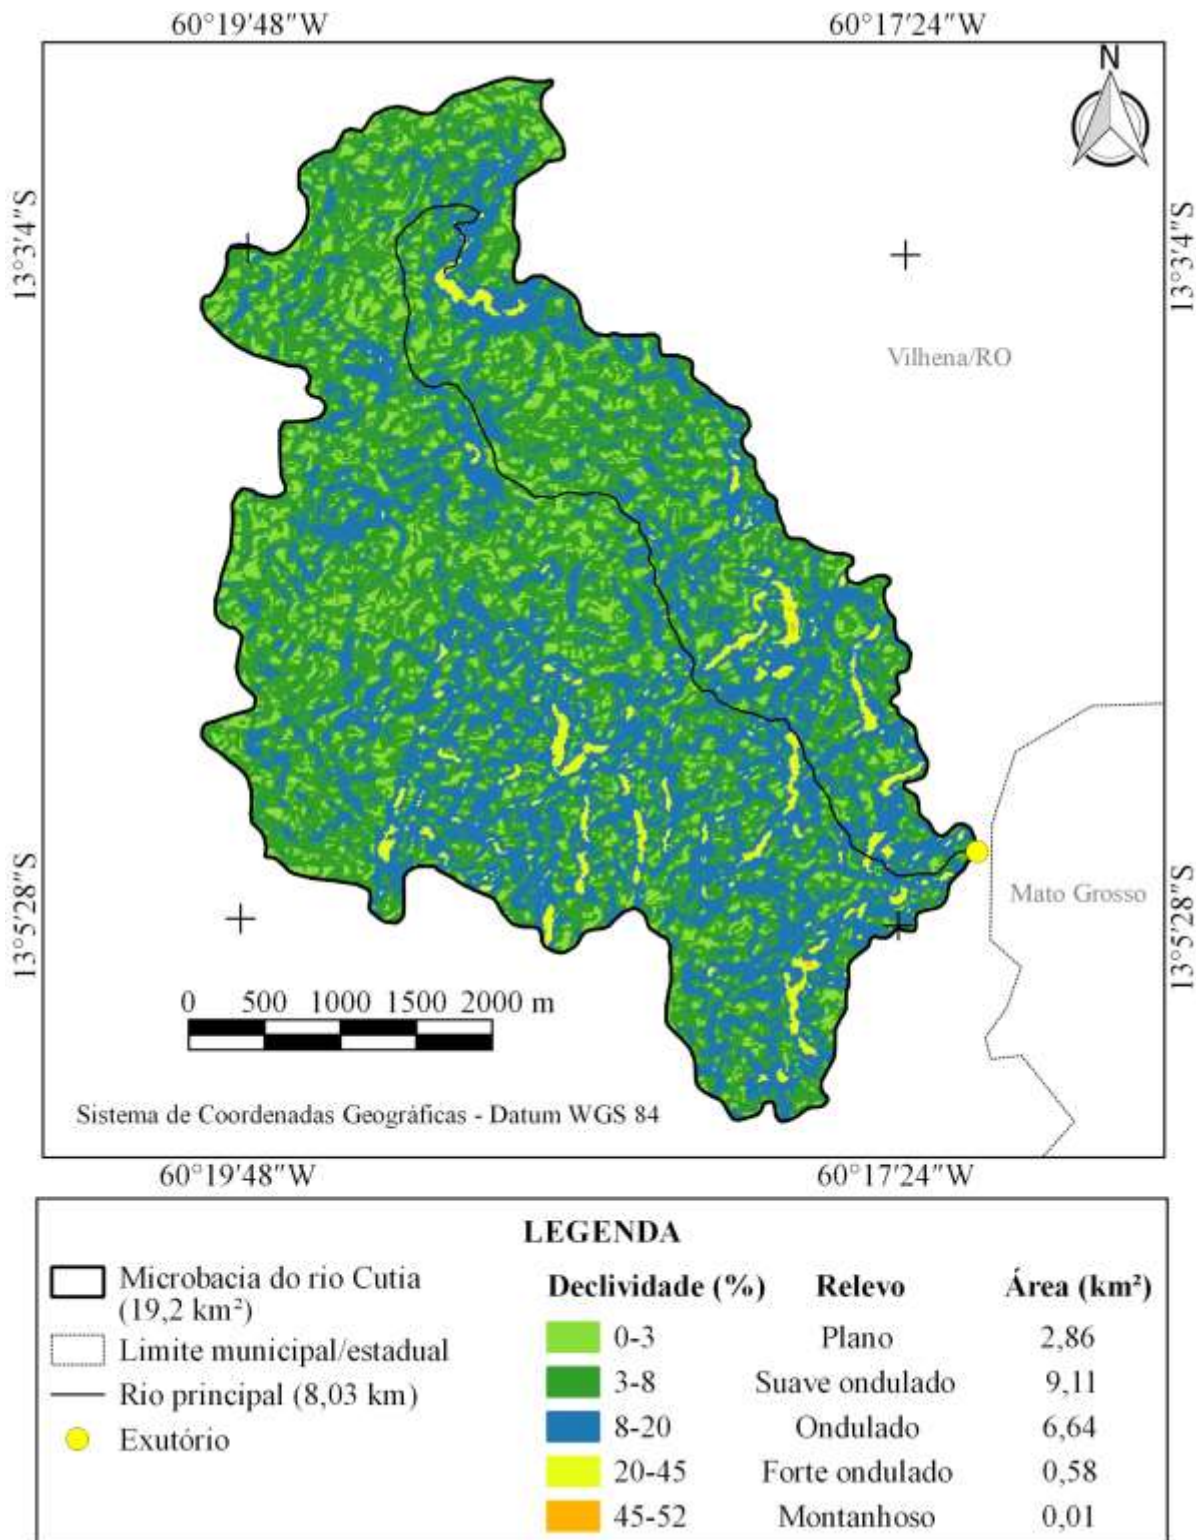 60°19'48"W 60°17'24"W
N
13°3'4"S 13°3'4"S
Vilhena/RO
13°5'28"S 13°5'28"S
Mato Grosso
0 500 1000 1500 2000 m
Sistema de Coordenadas Geográficas - Datum WGS 84
60°19'48"W 60°17'24"W
LEGENDA
Microbacia do rio Cutia
(19,2 km²)
Limite municipal/estadual
Rio principal (8,03 km)
Exutório
Declividade (%) Relevo Área (km²)
0-3 Plano 2,86
3-8 Suave ondulado 9,11
8-20 Ondulado 6,64
20-45 Forte ondulado 0,58
45-52 Montanhoso 0,01